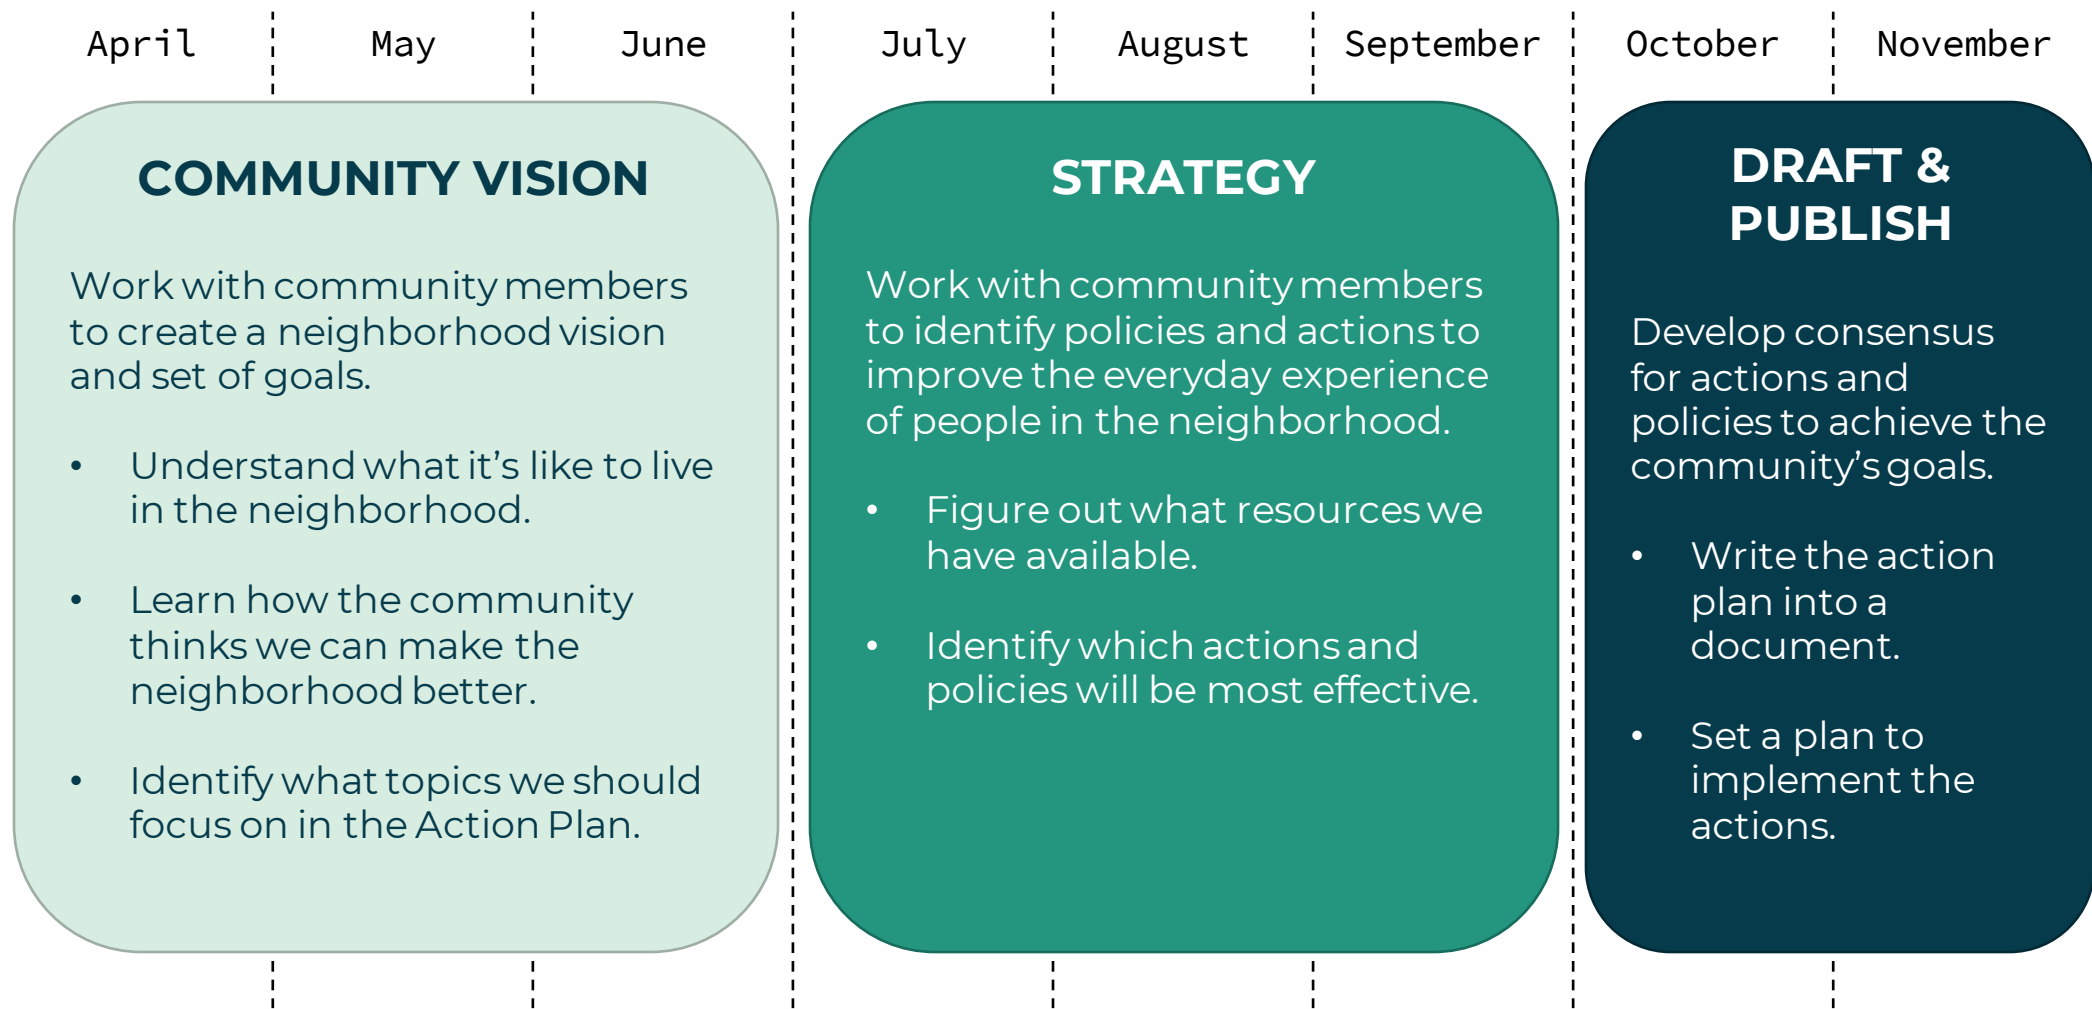 April May June July August September October November
COMMUNITY VISION
Work with community members
to create a neighborhood vision
and set of goals.
• Understand what it’s like to live
in the neighborhood.
• Learn how the community
thinks we can make the
neighborhood better.
• Identify what topics we should
focus on in the Action Plan.
STRATEGY
Work with community members
to identify policies and actions to
improve the everyday experience
of people in the neighborhood.
• Figure out what resources we
have available.
• Identify which actions and
policies will be most effective.
DRAFT &
PUBLISH
Develop consensus
for actions and
policies to achieve the
community’s goals.
• Write the action
plan into a
document.
• Set a plan to
implement the
actions.